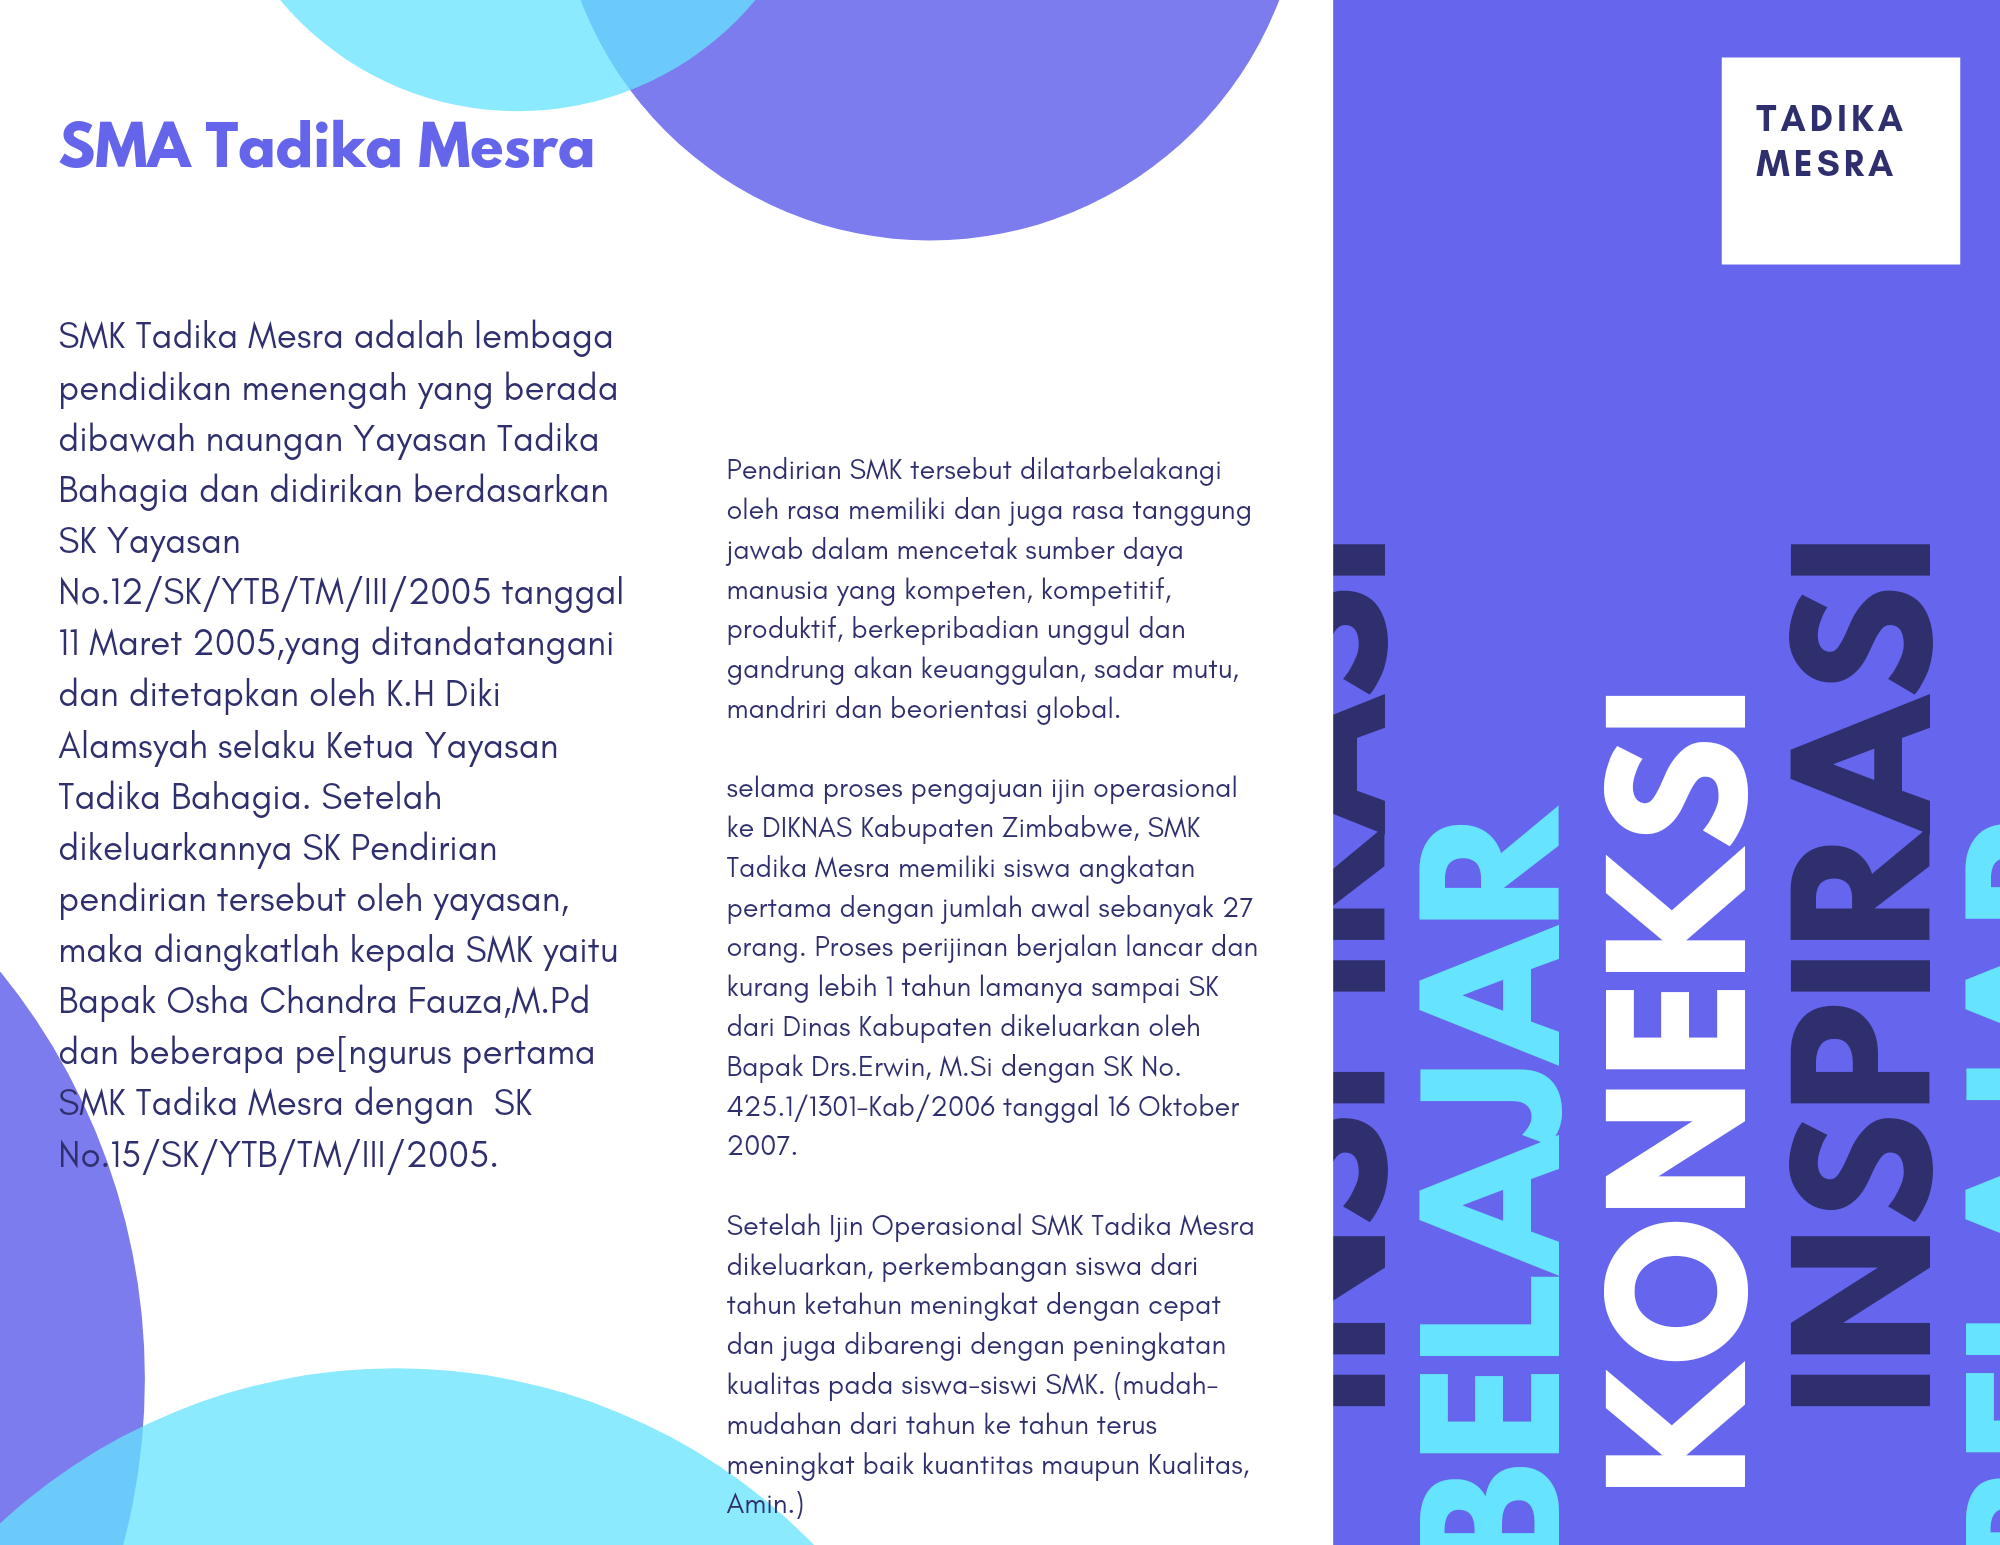 SMA Tadika Mesra
SMK Tadika Mesra adalah lembaga
pendidikan menengah yang berada
dibawah naungan Yayasan Tadika
Bahagia dan didirikan berdasarkan
SK Yayasan
No.12/SK/YTB/TM/III/2005 tanggal
11 Maret 2005,yang ditandatangani
dan ditetapkan oleh K.H Diki
Alamsyah selaku Ketua Yayasan
Tadika Bahagia. Setelah
dikeluarkannya SK Pendirian
pendirian tersebut oleh yayasan,
maka diangkatlah kepala SMK yaitu
Bapak Osha Chandra Fauza,M.Pd
dan beberapa pe[ngurus pertama
SMK Tadika Mesra dengan  SK
No.15/SK/YTB/TM/III/2005.
Pendirian SMK tersebut dilatarbelakangi
oleh rasa memiliki dan juga rasa tanggung
jawab dalam mencetak sumber daya
manusia yang kompeten, kompetitif,
produktif, berkepribadian unggul dan
gandrung akan keuanggulan, sadar mutu,
mandriri dan beorientasi global.
selama proses pengajuan ijin operasional
ke DIKNAS Kabupaten Zimbabwe, SMK
Tadika Mesra memiliki siswa angkatan
pertama dengan jumlah awal sebanyak 27
orang. Proses perijinan berjalan lancar dan
kurang lebih 1 tahun lamanya sampai SK
dari Dinas Kabupaten dikeluarkan oleh
Bapak Drs.Erwin, M.Si dengan SK No.
425.1/1301-Kab/2006 tanggal 16 Oktober
2007.
Setelah Ijin Operasional SMK Tadika Mesra
dikeluarkan, perkembangan siswa dari
tahun ketahun meningkat dengan cepat
dan juga dibarengi dengan peningkatan
kualitas pada siswa-siswi SMK. (mudah-
mudahan dari tahun ke tahun terus
meningkat baik kuantitas maupun Kualitas,
Amin.)
TADIKA
MESRA
INSPIRASI
BELAJAR
KONEKSI
INSPIRASI
BELAJAR